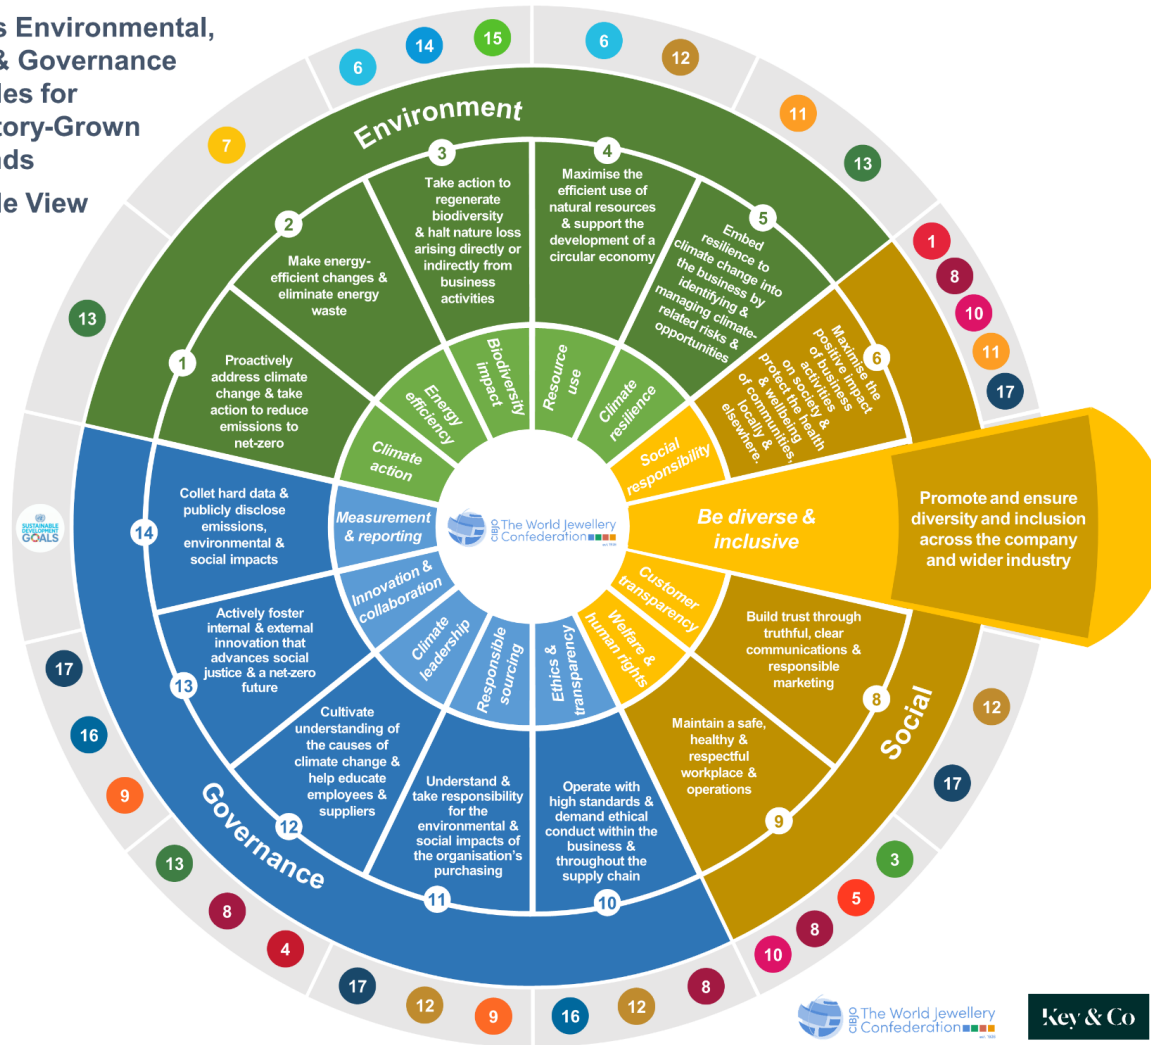 s Environmental,
& Governance
les for
tory-Grown
nds
le View
Environment
Social
Governance
6
14
15
6
12
11
13
7
13
1
8
10
11
17
12
17
3
5
8
10
8
12
16
9
12
17
4
8
13
9
16
17
SUSTAINABLE
DEVELOPMENT
GOALS
1
Proactively
address climate
change & take
action to reduce
emissions to
net-zero
Climate
action
2
Make energy-
efficient changes &
eliminate energy
waste
Energy
efficiency
3
Take action to
regenerate
biodiversity
& halt nature loss
arising directly or
indirectly from
business
activities
Biodiversity
impact
4
Maximise the
efficient use of
natural resources
& support the
development of a
circular economy
Resource
use
5
Embed
resilience to
climate change into
the business by
identifying &
managing climate-
related risks &
opportunities
Climate
resilience
6
Maximise the
positive impact
of business
activities
on society &
protect the health
& wellbeing
of communities,
locally &
elsewhere.
Social
responsibility
Be diverse &
inclusive
Promote and ensure
diversity and inclusion
across the company
and wider industry
8
Build trust through
truthful, clear
communications &
responsible
marketing
Customer
transparency
9
Maintain a safe,
healthy &
respectful
workplace &
operations
Welfare &
human rights
10
Operate with
high standards &
demand ethical
conduct within the
business &
throughout the
supply chain
Ethics &
transparency
11
Understand &
take responsibility
for the
environmental &
social impacts of
the organisation's
purchasing
Responsible
sourcing
12
Cultivate
understanding of
the causes of
climate change &
help educate
employees &
suppliers
Climate
leadership
13
Actively foster
internal & external
innovation that
advances social
justice & a net-zero
future
Innovation &
collaboration
14
Collet hard data &
publicly disclose
emissions,
environmental &
social impacts
Measurement
& reporting
CIBJO
The World Jewellery
Confederation
CIBJO
The World Jewellery
Confederation
Key & Co